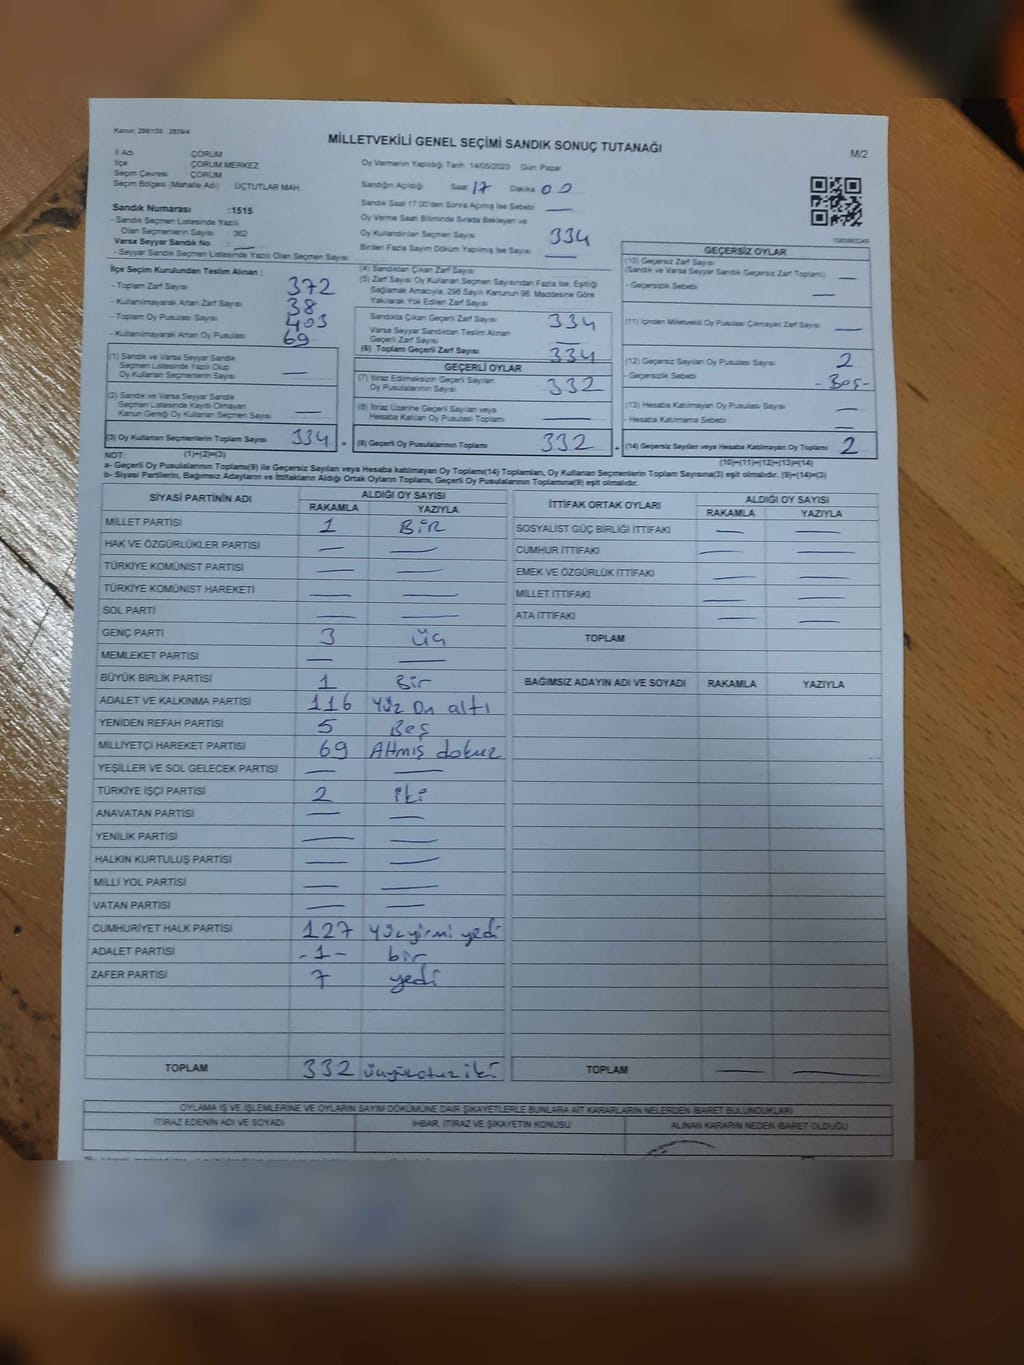 Kanun: 298/105 2839/4
MİLLETVEKİLİ GENEL SEÇİMİ SANDIK SONUÇ TUTANAĞI
M/2
İl Adı ÇORUM
İlçe ÇORUM MERKEZ
Seçim Çevresi ÇORUM
Seçim Bölgesi (Mahalle Adı) : ÜÇTUTLAR MAH.
Sandık Numarası :1515
- Sandık Seçmen Listesinde Yazılı
Olan Seçmenlerin Sayısı 362
Varsa Seyyar Sandık No : —
- Seyyar Sandık Seçmen Listesinde Yazılı Olan Seçmen Sayısı
Oy Vermenin Yapıldığı Tarih 14/05/2023 Gün: Pazar
Sandığın Açıldığı Saat 17 Dakika 00
Sandık Saat 17.00'den Sonra Açılmış İse Sebebi —
Oy Verme Saati Bitiminde Sırada Bekleyen ve
Oy Kullandırılan Seçmen Sayısı 334
Birden Fazla Sayım Döküm Yapılmış İse Sayısı —
İlçe Seçim Kurulundan Teslim Alınan :
- Toplam Zarf Sayısı 372
- Kullanılmayarak Artan Zarf Sayısı 38
- Toplam Oy Pusulası Sayısı 403
- Kullanılmayarak Artan Oy Pusulası 69
(1) Sandık ve Varsa Seyyar Sandık
Seçmen Listesinde Yazılı Olup
Oy Kullanan Seçmenlerin Sayısı —
(2) Sandık ve Varsa Seyyar Sandık
Seçmen Listesinde Kaydı Olmayan
Kanun Gereği Oy Kullanan Seçmen Sayısı —
(3) Oy Kullanan Seçmenlerin Toplam Sayısı 334 =
(4) Sandıktan Çıkan Zarf Sayısı
(5) Zarf Sayısı Oy Kullanan Seçmen Sayısından Fazla İse, Eşitliği
Sağlamak Amacıyla, 298 Sayılı Kanunun 98. Maddesine Göre
Yakılarak Yok Edilen Zarf Sayısı
Sandıkta Çıkan Geçerli Zarf Sayısı 334
Varsa Seyyar Sandıktan Teslim Alınan
Geçerli Zarf Sayısı —
(6) Toplam Geçerli Zarf Sayısı 334
GEÇERLİ OYLAR
(7) İtiraz Edilmeksizin Geçerli Sayılan
Oy Pusulalarının Sayısı 332
(8) İtiraz Üzerine Geçerli Sayılan veya
Hesaba Katılan Oy Pusulası Toplamı —
(9) Geçerli Oy Pusulalarının Toplamı 332 +
GEÇERSİZ OYLAR
(10) Geçersiz Zarf Sayısı
(Sandık ve Varsa Seyyar Sandık Geçersiz Zarf Toplamı) —
- Geçersizlik Sebebi —
(11) İçinden Milletvekili Oy Pusulası Çıkmayan Zarf Sayısı —
(12) Geçersiz Sayılan Oy Pusulası Sayısı 2
- Geçersizlik Sebebi - Boş -
(13) Hesaba Katılmayan Oy Pusulası Sayısı —
- Hesaba Katılmama Sebebi —
(14) Geçersiz Sayılan veya Hesaba Katılmayan Oy Toplamı 2
NOT: (1)+(2)=(3) (10)+(11)+(12)+(13)=(14)
a- Geçerli Oy Pusulalarının Toplamı(9) ile Geçersiz Sayılan veya Hesaba katılmayan Oy Toplamı(14) Toplamları, Oy Kullanan Seçmenlerin Toplam Sayısına(3) eşit olmalıdır. (9)+(14)=(3)
b- Siyasi Partilerin, Bağımsız Adayların ve İttifakların Aldığı Ortak Oyların Toplamı, Geçerli Oy Pusulalarının Toplamına(9) eşit olmalıdır.
SİYASİ PARTİNİN ADI ALDIĞI OY SAYISI
RAKAMLA YAZIYLA
MİLLET PARTİSİ 1 Bir
HAK VE ÖZGÜRLÜKLER PARTİSİ — —
TÜRKİYE KOMÜNİST PARTİSİ — —
TÜRKİYE KOMÜNİST HAREKETİ — —
SOL PARTİ — —
GENÇ PARTİ 3 üç
MEMLEKET PARTİSİ — —
BÜYÜK BİRLİK PARTİSİ 1 Bir
ADALET VE KALKINMA PARTİSİ 116 Yüz On altı
YENİDEN REFAH PARTİSİ 5 Beş
MİLLİYETÇİ HAREKET PARTİSİ 69 Altmış dokuz
YEŞİLLER VE SOL GELECEK PARTİSİ — —
TÜRKİYE İŞÇİ PARTİSİ 2 iki
ANAVATAN PARTİSİ — —
YENİLİK PARTİSİ — —
HALKIN KURTULUŞ PARTİSİ — —
MİLLİ YOL PARTİSİ — —
VATAN PARTİSİ — —
CUMHURİYET HALK PARTİSİ 127 Yüzyirmi yedi
ADALET PARTİSİ -1- bir
ZAFER PARTİSİ 7 yedi
TOPLAM 332 üçyüzotuziki
İTTİFAK ORTAK OYLARI ALDIĞI OY SAYISI
RAKAMLA YAZIYLA
SOSYALİST GÜÇ BİRLİĞİ İTTİFAKI — —
CUMHUR İTTİFAKI — —
EMEK VE ÖZGÜRLÜK İTTİFAKI — —
MİLLET İTTİFAKI — —
ATA İTTİFAKI — —
TOPLAM
BAĞIMSIZ ADAYIN ADI VE SOYADI RAKAMLA YAZIYLA
TOPLAM — —
OYLAMA İŞ VE İŞLEMLERİNE VE OYLARIN SAYIM DÖKÜMÜNE DAİR ŞİKAYETLERLE BUNLARA AİT KARARLARIN NELERDEN İBARET BULUNDUKLARI
İTİRAZ EDENİN ADI VE SOYADI İHBAR, İTİRAZ VE ŞİKAYETİN KONUSU ALINAN KARARIN NEDEN İBARET OLDUĞU